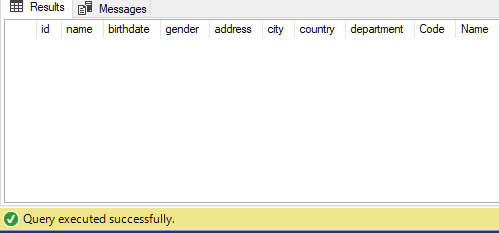 Results Messages
id name birthdate gender address city country department Code Name
Query executed successfully.